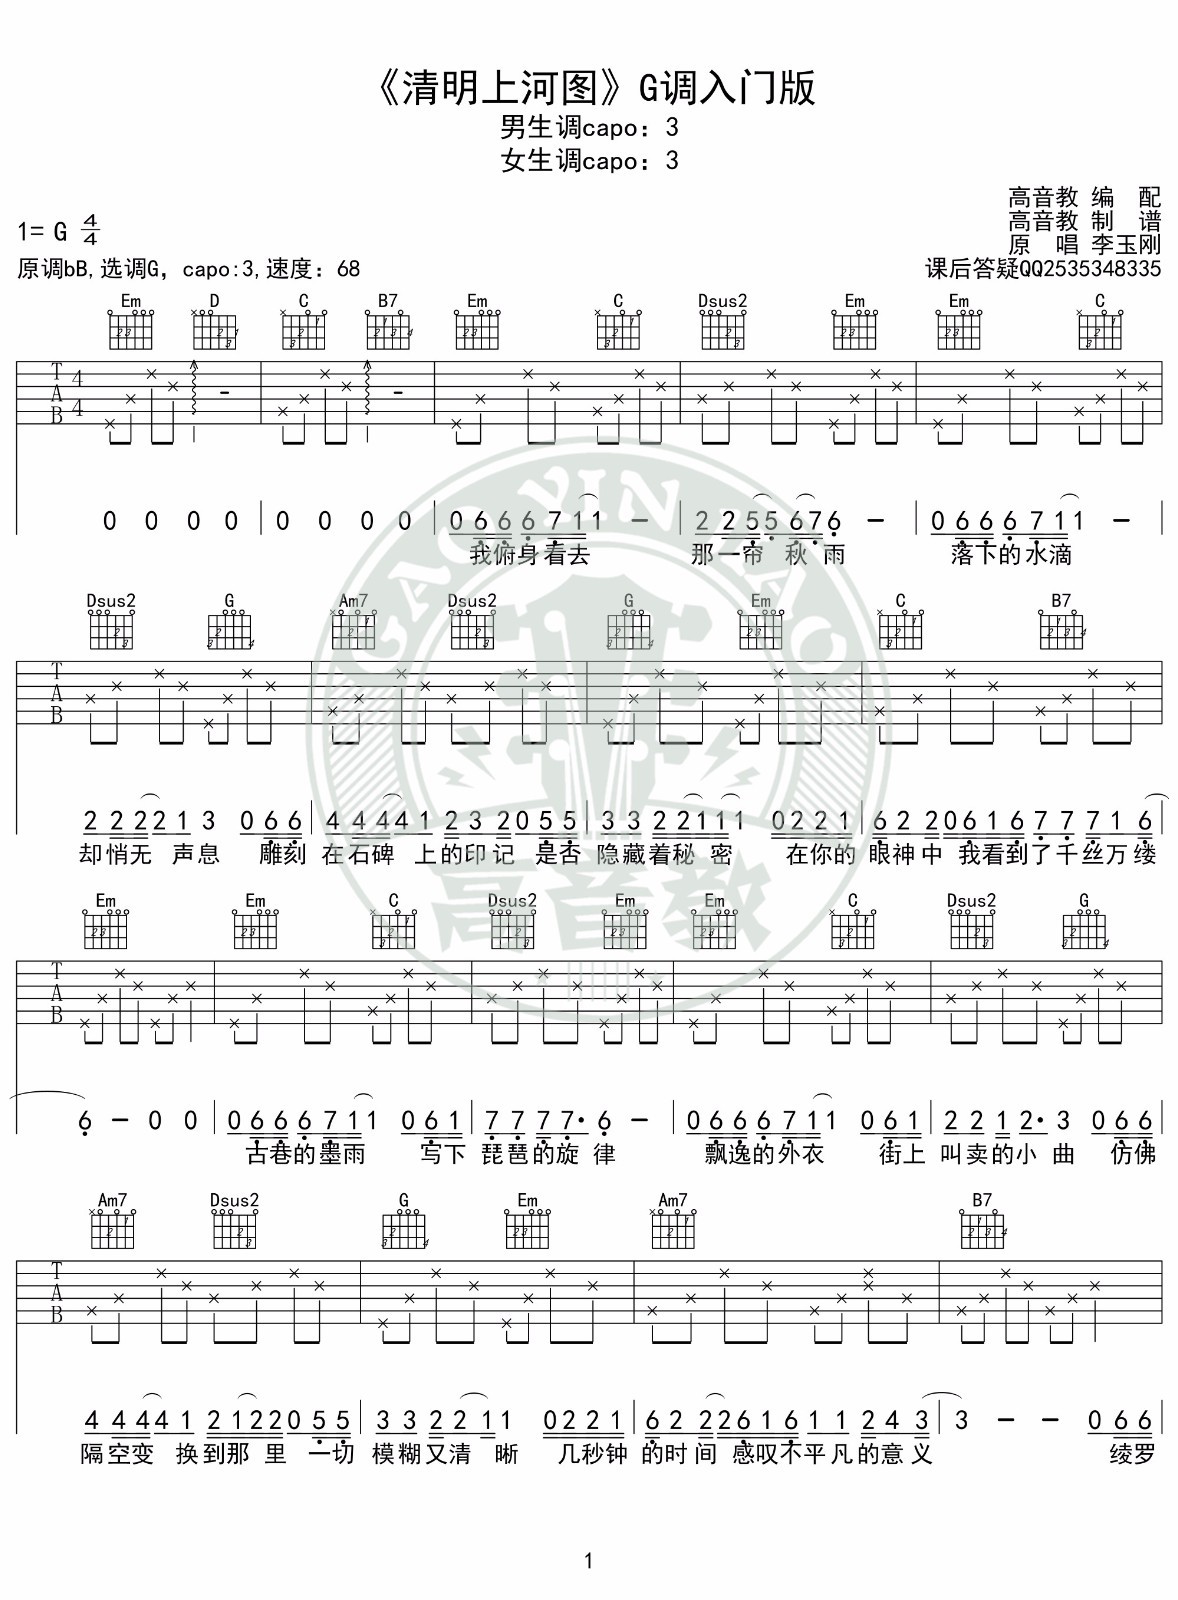 《清明上河图》G调入门版
男生调capo：3
女生调capo：3
高音教 编 配
高音教 制 谱
原 唱 李玉刚
课后答疑QQ2535348335
1= G 4/4
原调bB,选调G, capo:3,速度：68
Em D C B7 Em C Dsus2 Em Em C
T A B 4 4
0 0 0 0 0 0 0 0 0 6 6 6 7 1 1 － 2 2 5 5 6 7 6 － 0 6 6 6 7 1 1 －
我俯身看去 那一帘 秋 雨 落下的水滴
GAO YIN JIAO
Dsus2 G Am7 Dsus2 G Em C B7
T A B
2 2 2 2 1 3 0 6 6 4 4 4 4 1 2 3 2 0 5 5 3 3 2 2 1 1 1 0 2 2 1 6 2 2 0 6 1 6 7 7 7 1 6
却悄无 声息 雕刻 在石碑 上的印记 是否 隐藏着秘 密 在你的 眼神中 我看到了千丝万缕
高音教
Em Em C Dsus2 Em Em C Dsus2 G
T A B
6 － 0 0 0 6 6 6 7 1 1 0 6 1 7 7 7 7· 6 － 0 6 6 6 7 1 1 0 6 1 2 2 1 2· 3 0 6 6
古巷的墨雨 写下 琵琶的旋 律 飘逸的外衣 街上 叫卖的小 曲 仿佛
Am7 Dsus2 G Em Am7 B7
T A B
4 4 4 4 1 2 1 2 2 0 5 5 3 3 2 2 1 1 0 2 2 1 6 2 2 2 6 1 6 1 1 2 4 3 3 － － 0 6 6
隔空变 换到那 里 一切 模糊又清 晰 几秒钟 的时间 感叹不平凡的意义 绫罗
1